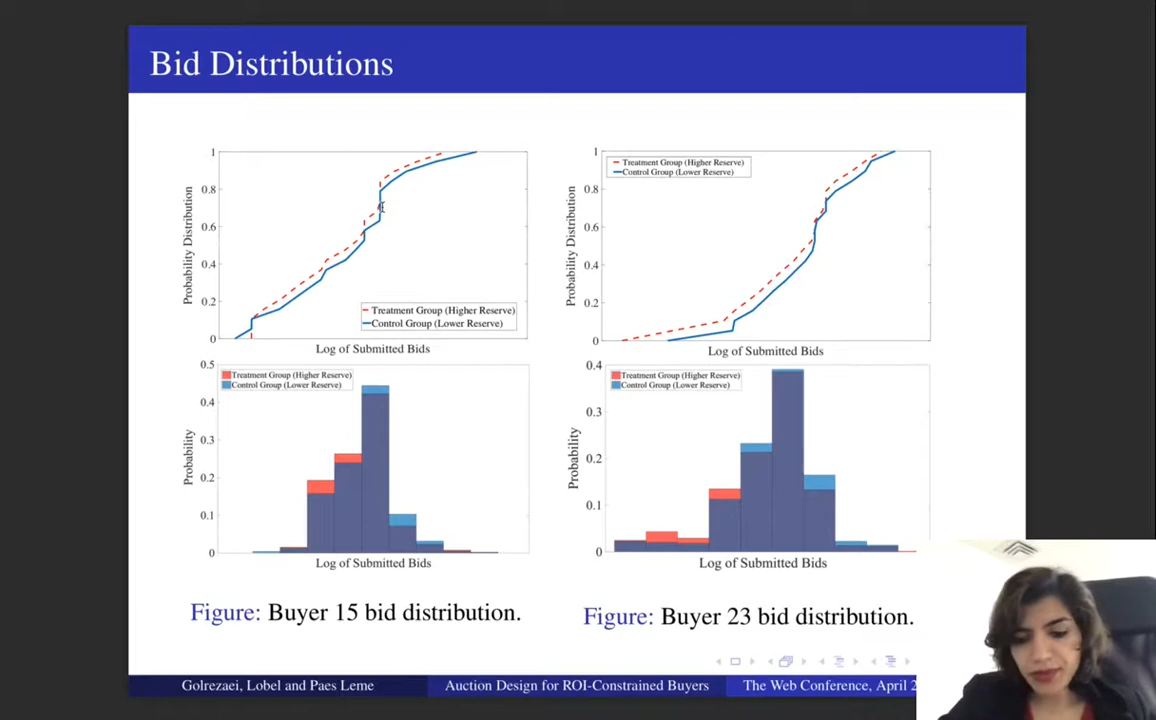 Bid Distributions
1
0.8
0.6
0.4
0.2
0
Probability Distribution
Treatment Group (Higher Reserve)
Control Group (Lower Reserve)
Log of Submitted Bids
1
0.8
0.6
0.4
0.2
0
Probability Distribution
Treatment Group (Higher Reserve)
Control Group (Lower Reserve)
Log of Submitted Bids
0.5
0.4
0.3
0.2
0.1
0
Probability
Treatment Group (Higher Reserve)
Control Group (Lower Reserve)
Log of Submitted Bids
0.4
0.3
0.2
0.1
0
Probability
Treatment Group (Higher Reserve)
Control Group (Lower Reserve)
Log of Submitted Bids
Figure: Buyer 15 bid distribution.
Figure: Buyer 23 bid distribution.
Golrezaei, Lobel and Paes Leme
Auction Design for ROI-Constrained Buyers
The Web Conference, April 2